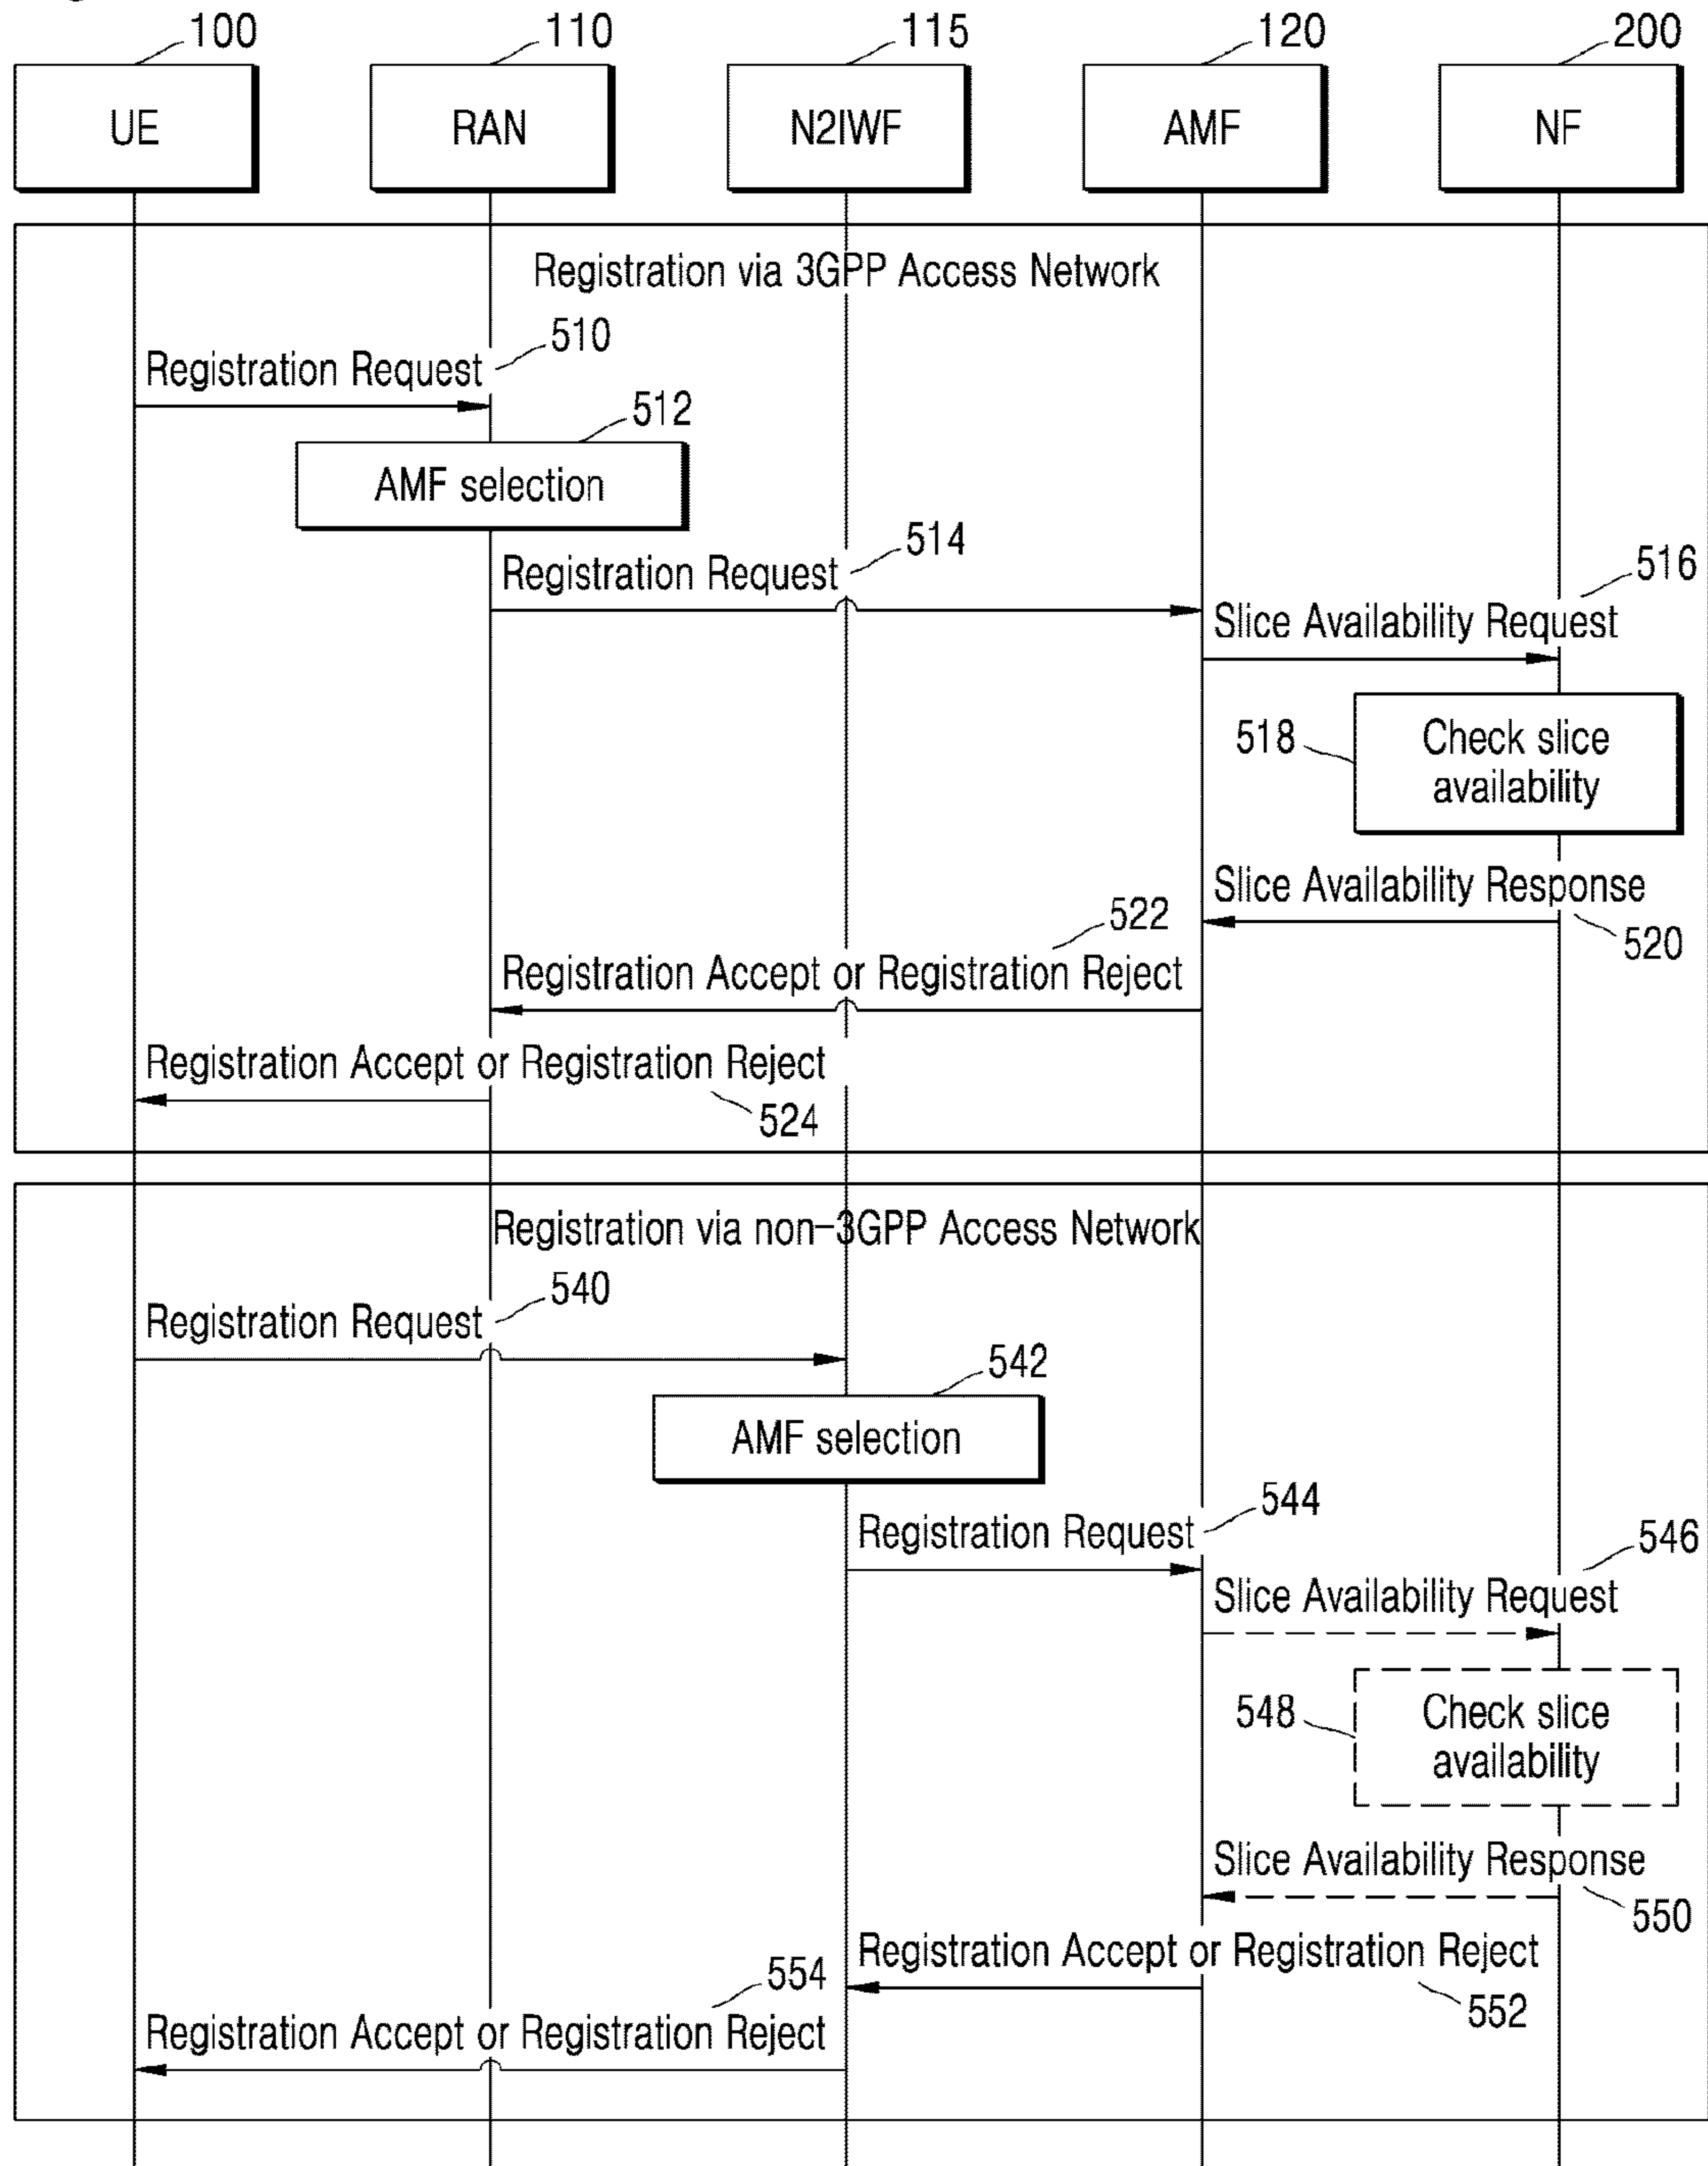 100
110
115
120
200
UE
RAN
N2IWF
AMF
NF
Registration via 3GPP Access Network
510
Registration Request
512
AMF selection
514
Registration Request
516
Slice Availability Request
518
Check slice
availability
Slice Availability Response
520
522
Registration Accept or Registration Reject
Registration Accept or Registration Reject
524
Registration via non-3GPP Access Network
540
Registration Request
542
AMF selection
544
Registration Request
546
Slice Availability Request
548
Check slice
availability
Slice Availability Response
550
Registration Accept or Registration Reject
552
554
Registration Accept or Registration Reject